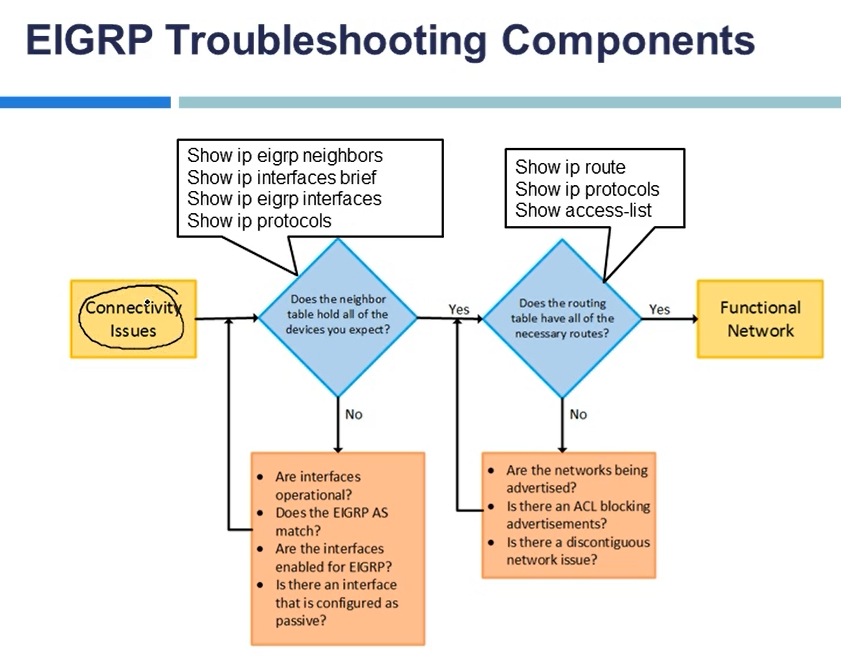 EIGRP Troubleshooting Components
Show ip eigrp neighbors
Show ip interfaces brief
Show ip eigrp interfaces
Show ip protocols
Show ip route
Show ip protocols
Show access-list
Connectivity
Issues
Does the neighbor
table hold all of the
devices you expect?
Yes
Does the routing
table have all of the
necessary routes?
Yes
Functional
Network
No
No
• Are interfaces
operational?
• Does the EIGRP AS
match?
• Are the interfaces
enabled for EIGRP?
• Is there an interface
that is configured as
passive?
• Are the networks being
advertised?
• Is there an ACL blocking
advertisements?
• Is there a discontiguous
network issue?